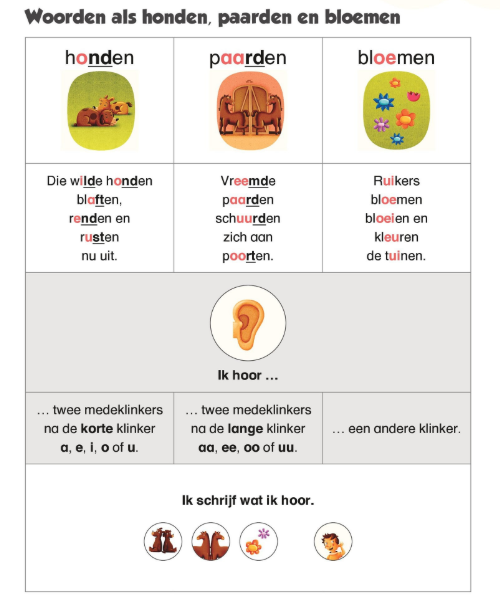 Woorden als honden, paarden en bloemen
honden
paarden
bloemen
Die wilde honden
blaften,
renden en
rusten
nu uit.
Vreemde
paarden
schuurden
zich aan
poorten.
Ruikers
bloemen
bloeien en
kleuren
de tuinen.
Ik hoor …
… twee medeklinkers
na de korte klinker
a, e, i, o of u.
… twee medeklinkers
na de lange klinker
aa, ee, oo of uu.
… een andere klinker.
Ik schrijf wat ik hoor.